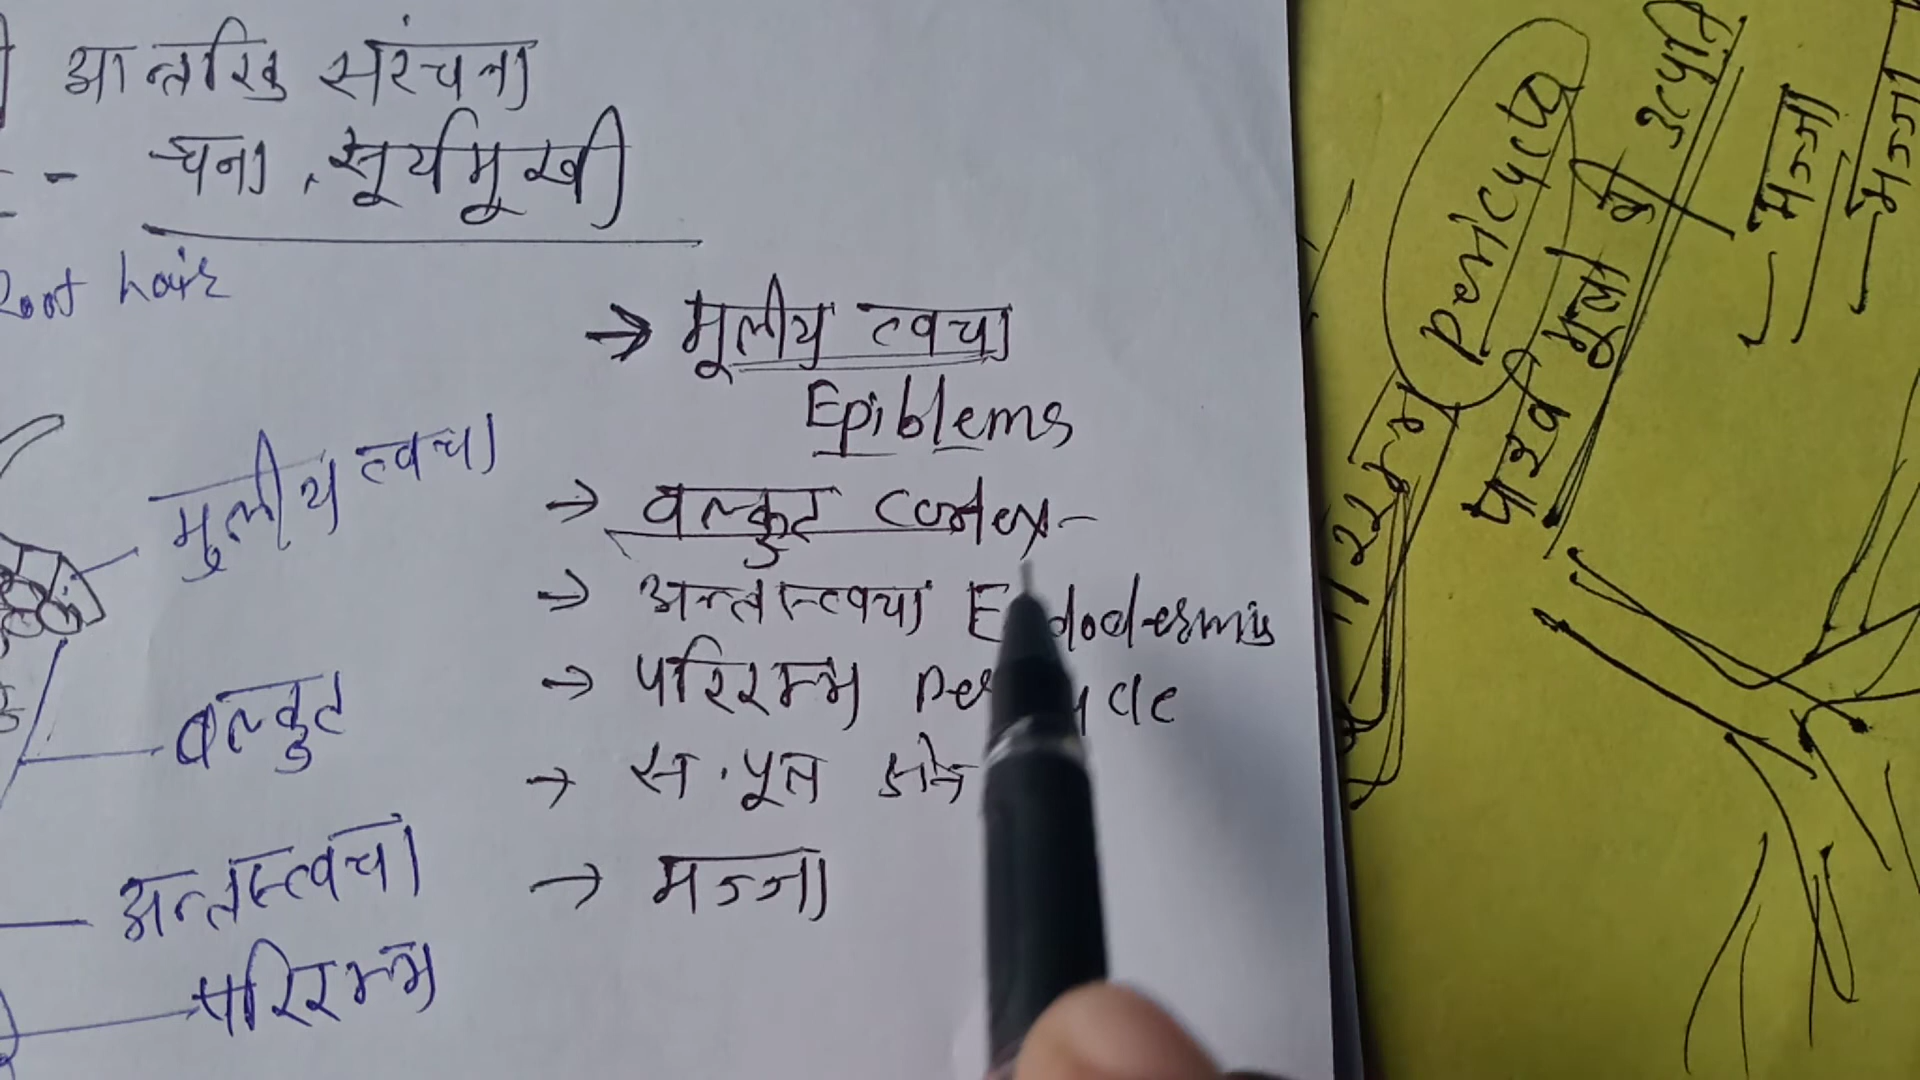 आन्तरिक संरचना
- चना, सूर्यमूखी
Root hair
→ मूलीय त्वचा
Epiblems
→ वल्कुट cortex-
→ अन्तस्त्वचा Endodermis
→ परिरम्भ
→ स. पूल
→ मज्जा
मुलीय त्वचा
वल्कुट
अन्तस्त्वचा
परिरम्भ
Pericycle
पार्श्व मुलो की उत्पति
मज्जा
मज्जा